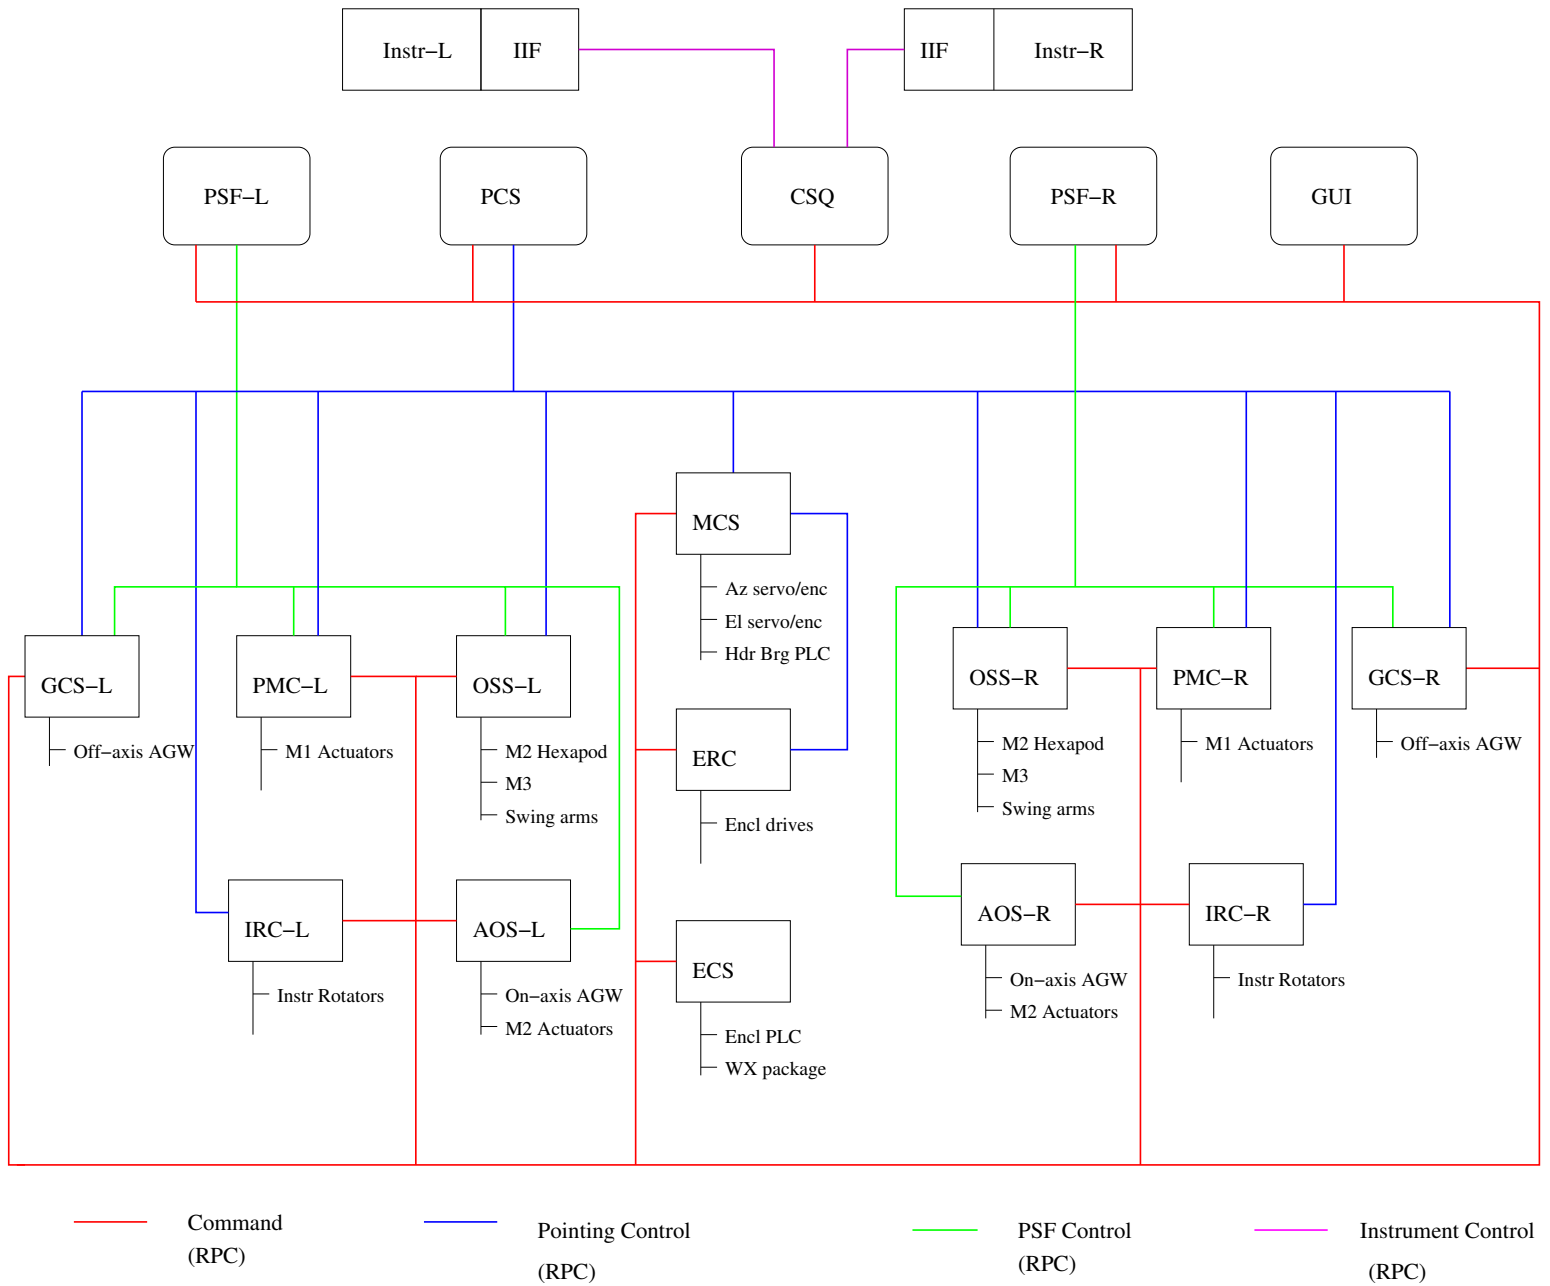 Instr−L
IIF
IIF
Instr−R
PSF−L
PCS
CSQ
PSF−R
GUI
MCS
Az servo/enc
El servo/enc
Hdr Brg PLC
GCS−L
Off−axis AGW
PMC−L
M1 Actuators
OSS−L
M2 Hexapod
M3
Swing arms
ERC
Encl drives
OSS−R
M2 Hexapod
M3
Swing arms
PMC−R
M1 Actuators
GCS−R
Off−axis AGW
IRC−L
Instr Rotators
AOS−L
On−axis AGW
M2 Actuators
ECS
Encl PLC
WX package
AOS−R
On−axis AGW
M2 Actuators
IRC−R
Instr Rotators
Command
(RPC)
Pointing Control
(RPC)
PSF Control
(RPC)
Instrument Control
(RPC)